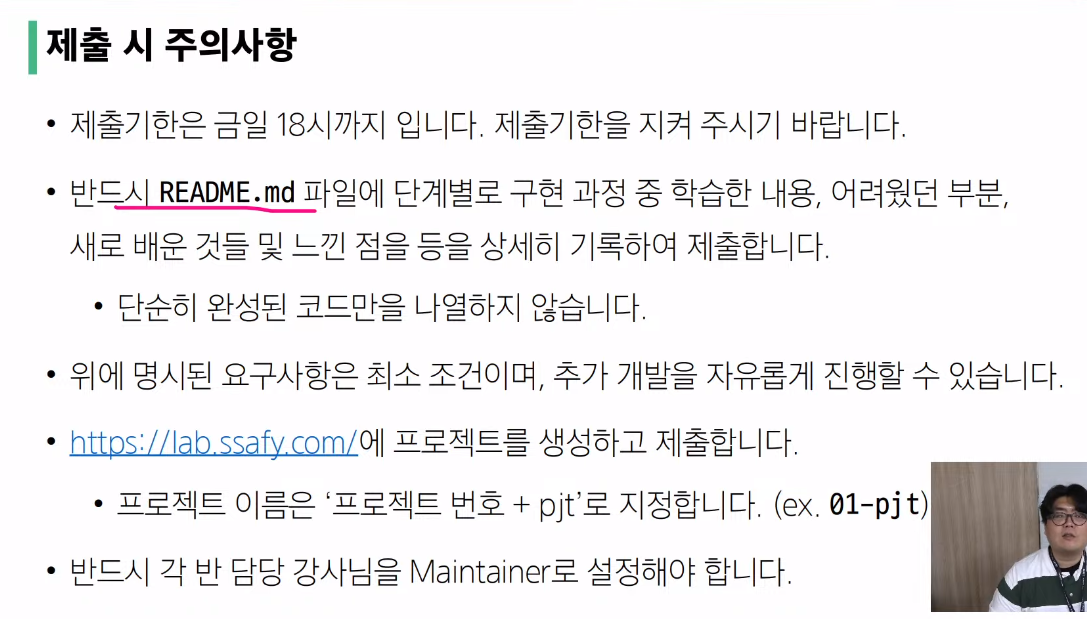 제출 시 주의사항
• 제출기한은 금일 18시까지 입니다. 제출기한을 지켜 주시기 바랍니다.
• 반드시 README.md 파일에 단계별로 구현 과정 중 학습한 내용, 어려웠던 부분,
새로 배운 것들 및 느낀 점을 등을 상세히 기록하여 제출합니다.
• 단순히 완성된 코드만을 나열하지 않습니다.
• 위에 명시된 요구사항은 최소 조건이며, 추가 개발을 자유롭게 진행할 수 있습니다.
• https://lab.ssafy.com/에 프로젝트를 생성하고 제출합니다.
• 프로젝트 이름은 ‘프로젝트 번호 + pjt’로 지정합니다. (ex. 01-pjt)
• 반드시 각 반 담당 강사님을 Maintainer로 설정해야 합니다.